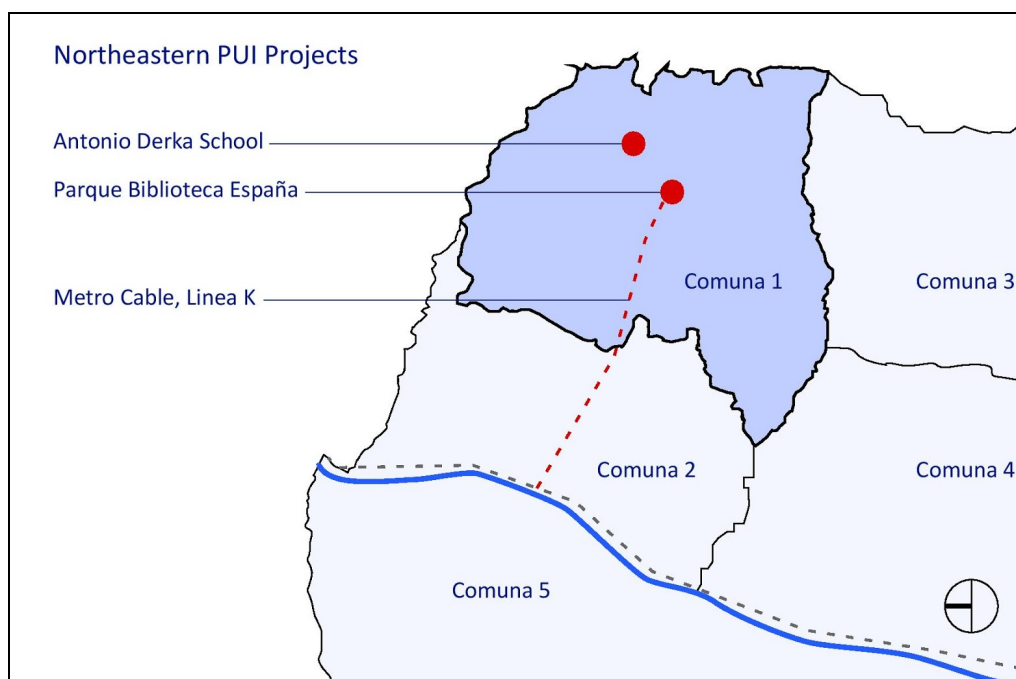 Northeastern PUI Projects
Antonio Derka School
Parque Biblioteca España
Metro Cable, Linea K
Comuna 1
Comuna 3
Comuna 2
Comuna 4
Comuna 5